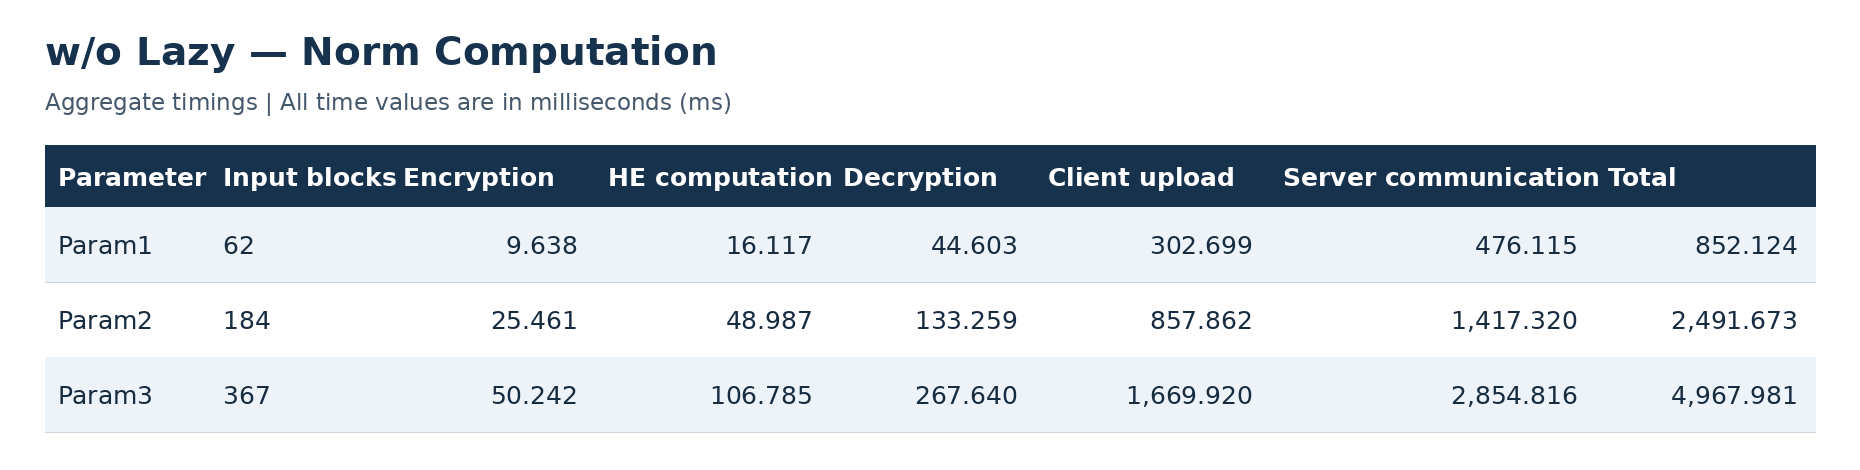 w/o Lazy — Norm Computation
Aggregate timings | All time values are in milliseconds (ms)
Parameter Input blocks Encryption HE computation Decryption Client upload Server communication Total
Param1 62 9.638 16.117 44.603 302.699 476.115 852.124
Param2 184 25.461 48.987 133.259 857.862 1,417.320 2,491.673
Param3 367 50.242 106.785 267.640 1,669.920 2,854.816 4,967.981